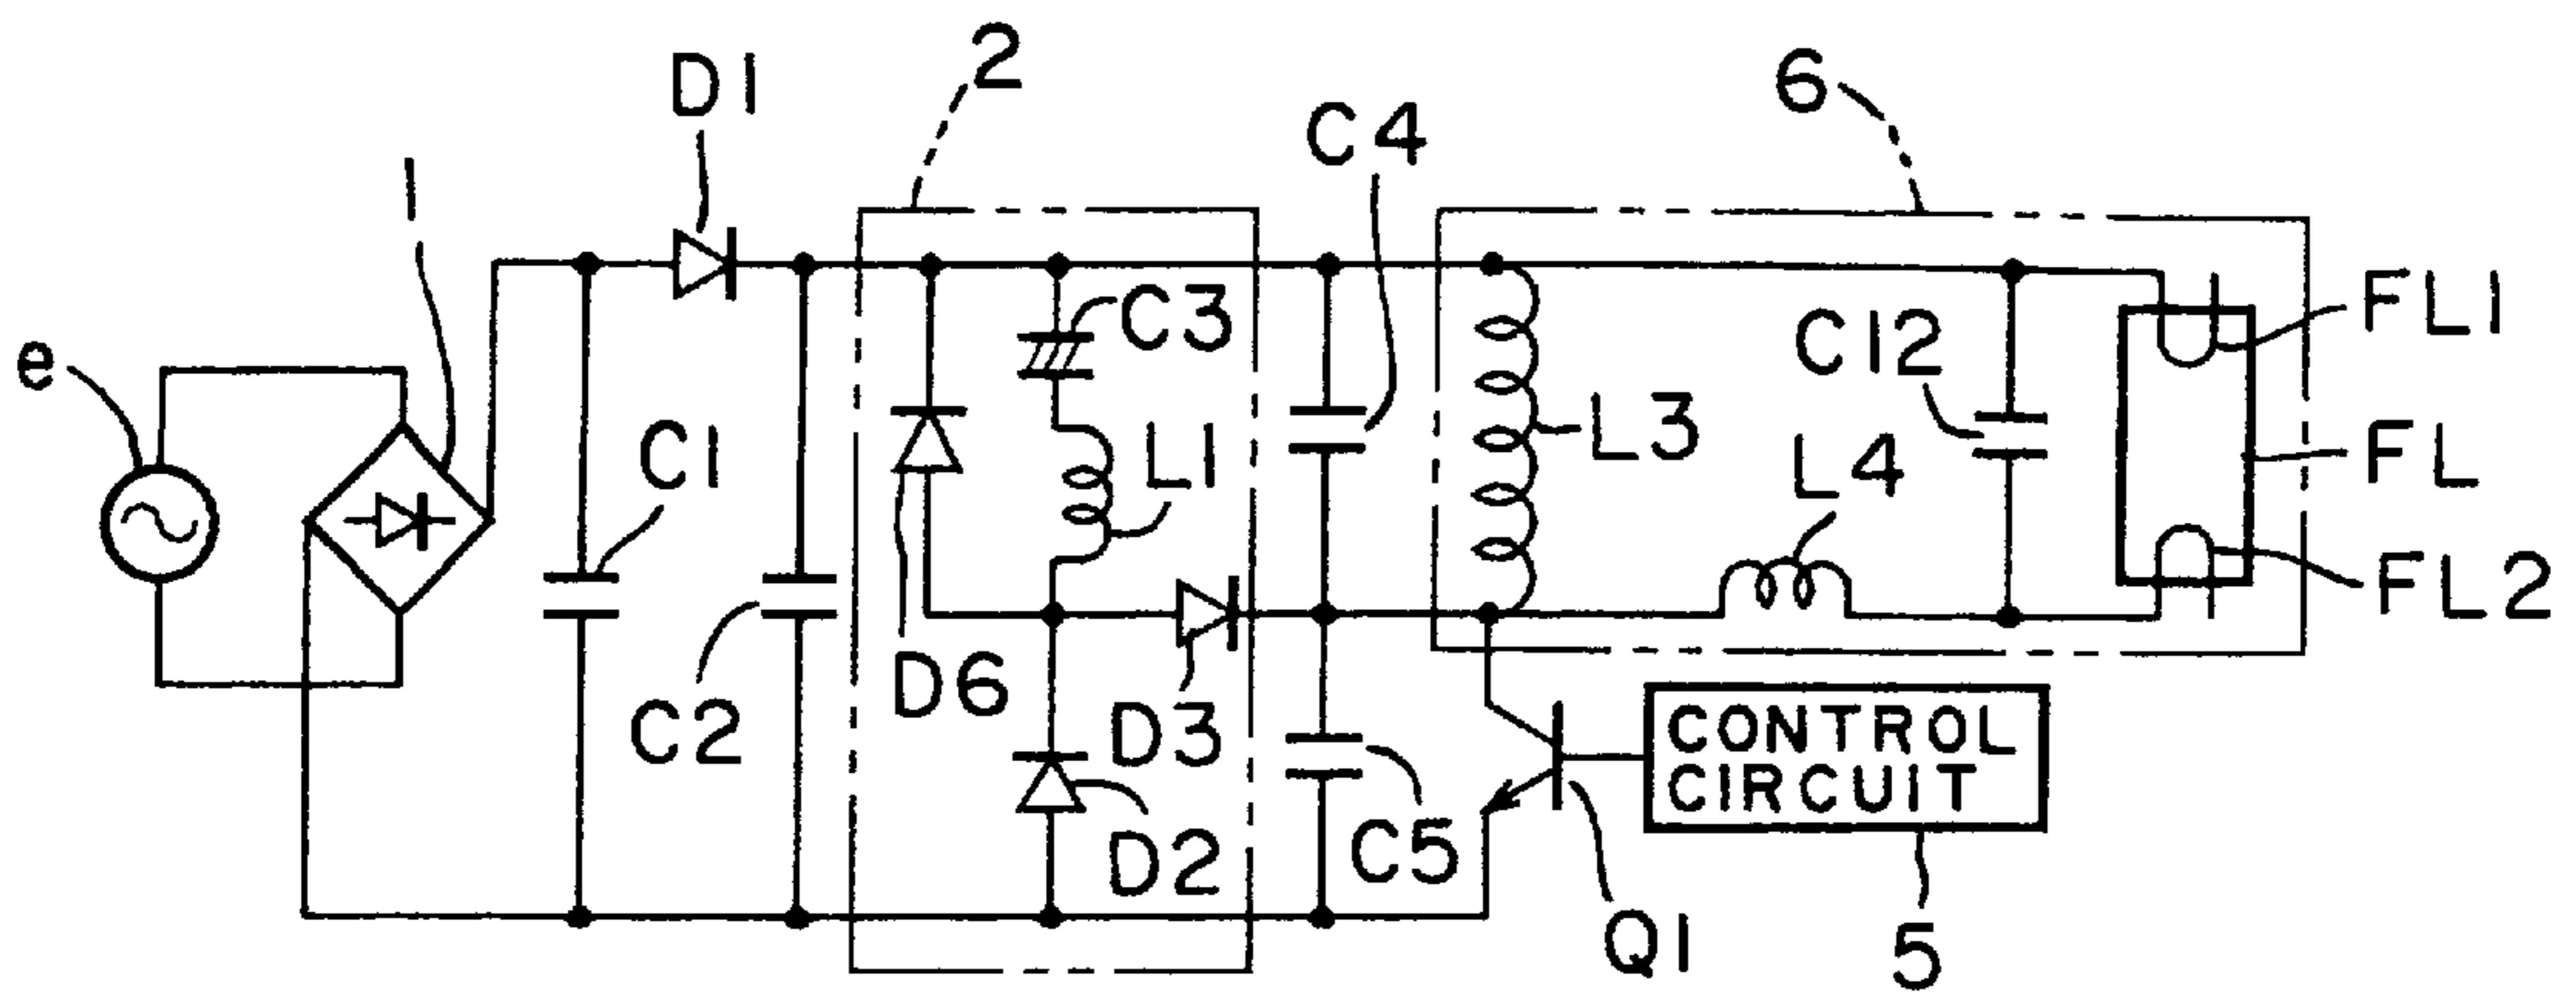 2
6
D1
C4
1
FL1
C3
C12
e
L3
FL
C1
L1
L4
FL2
D6
C2
D3
CONTROL
CIRCUIT
D2
C5
Q1
5